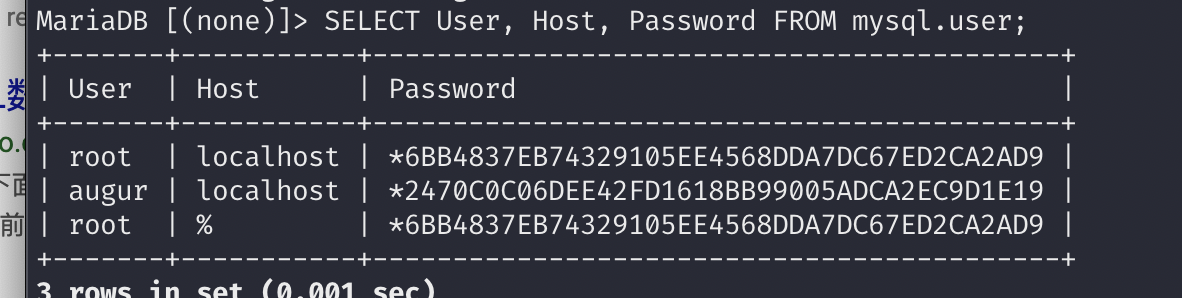 re
MariaDB [(none)]> SELECT User, Host, Password FROM mysql.user;
+-------+-----------+-------------------------------------------+
| User  | Host      | Password                                  |
+-------+-----------+-------------------------------------------+
| root  | localhost | *6BB4837EB74329105EE4568DDA7DC67ED2CA2AD9 |
| augur | localhost | *2470C0C06DEE42FD1618BB99005ADCA2EC9D1E19 |
| root  | %         | *6BB4837EB74329105EE4568DDA7DC67ED2CA2AD9 |
+-------+-----------+-------------------------------------------+
3 rows in set (0.001 sec)